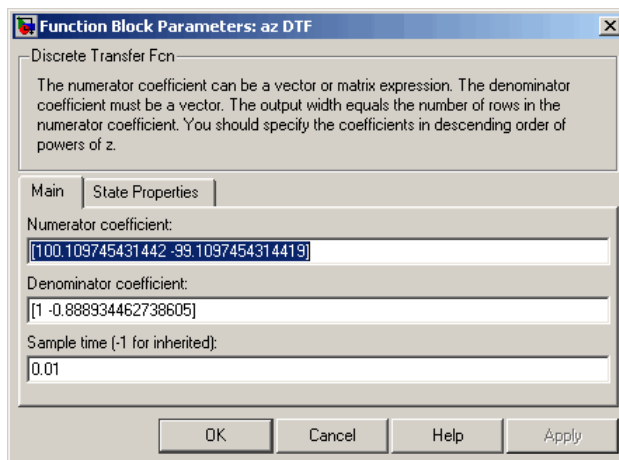 Function Block Parameters: az DTF
Discrete Transfer Fcn
The numerator coefficient can be a vector or matrix expression. The denominator
coefficient must be a vector. The output width equals the number of rows in the
numerator coefficient. You should specify the coefficients in descending order of
powers of z.
Main State Properties
Numerator coefficient:
[100.109745431442 -99.1097454314419]
Denominator coefficient:
[1 -0.888934462738605]
Sample time (-1 for inherited):
0.01
OK Cancel Help Apply